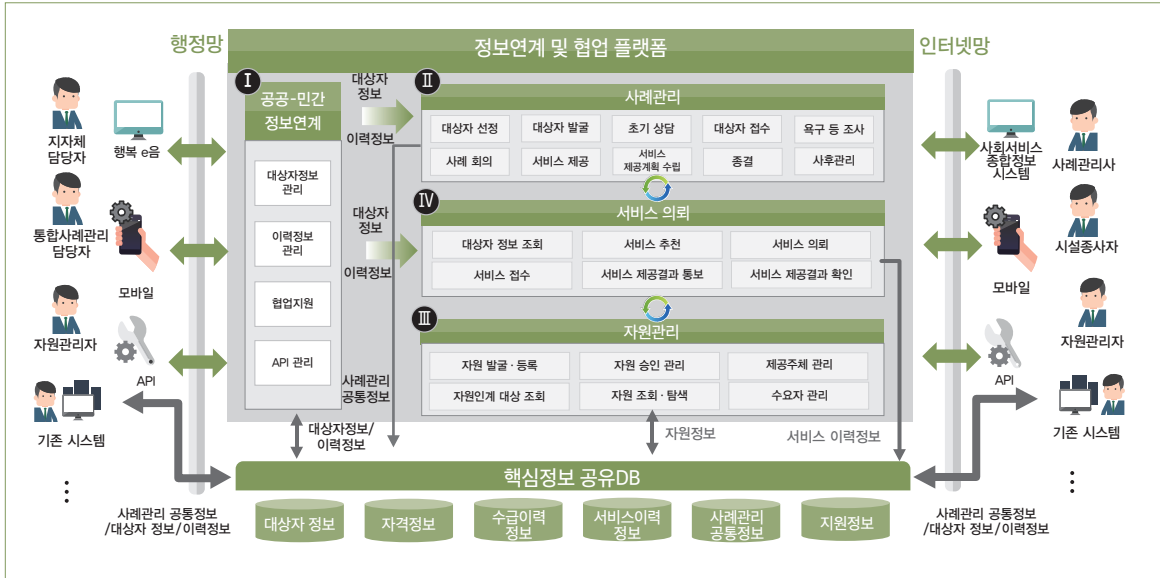 행정망
정보연계 및 협업 플랫폼
인터넷망
지자체
담당자
행복 e음
통합사례관리
담당자
모바일
자원관리자
API
기존 시스템
⋮
사례관리 공통정보
/대상자 정보/이력정보
Ⅰ
공공-민간
정보연계
대상자정보
관리
이력정보
관리
협업지원
API 관리
대상자
정보
이력정보
대상자
정보
이력정보
사례관리
공통정보
대상자정보/
이력정보
Ⅱ
사례관리
대상자 선정
대상자 발굴
초기 상담
대상자 접수
욕구 등 조사
사례 회의
서비스 제공
서비스
제공계획 수립
종결
사후관리
Ⅳ
서비스 의뢰
대상자 정보 조회
서비스 추천
서비스 의뢰
서비스 접수
서비스 제공결과 통보
서비스 제공결과 확인
Ⅲ
자원관리
자원 발굴·등록
자원 승인 관리
제공주체 관리
자원인계 대상 조회
자원 조회·탐색
수요자 관리
자원정보
서비스 이력정보
핵심정보 공유DB
대상자 정보
자격정보
수급이력
정보
서비스이력
정보
사례관리
공통정보
지원정보
사회서비스
종합정보
시스템
사례관리사
시설종사자
모바일
자원관리자
API
기존 시스템
⋮
사례관리 공통정보
/대상자 정보/이력정보